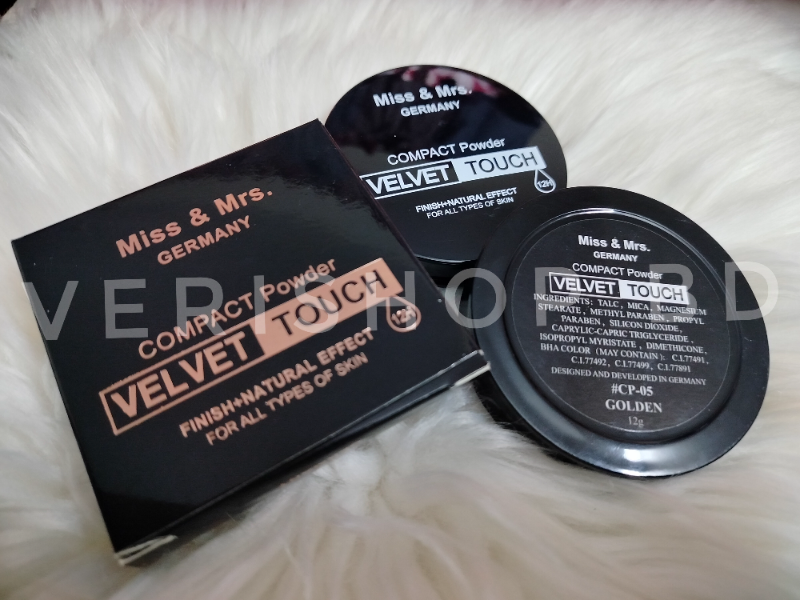 Miss & Mrs.
GERMANY
COMPACT Powder
VELVET TOUCH
12H
FINISH+NATURAL EFFECT
FOR ALL TYPES OF SKIN
Miss & Mrs.
GERMANY
COMPACT Powder
VELVET TOUCH
12H
FINISH+NATURAL EFFECT
FOR ALL TYPES OF SKIN
Miss & Mrs.
GERMANY
COMPACT Powder
VELVET TOUCH
INGREDIENTS: TALC, MICA, MAGNESIUM
STEARATE, METHYL PARABEN, PROPYL
PARABEN, SILICON DIOXIDE,
CAPRYLIC-CAPRIC TRIGLYCERIDE,
ISOPROPYL MYRISTATE, DIMETHICONE,
BHA COLOR (MAY CONTAIN): C.I.77491,
C.I.77492, C.I.77499, C.I.77891
DESIGNED AND DEVELOPED IN GERMANY
#CP-05
GOLDEN
12g
VERISHOP.BD